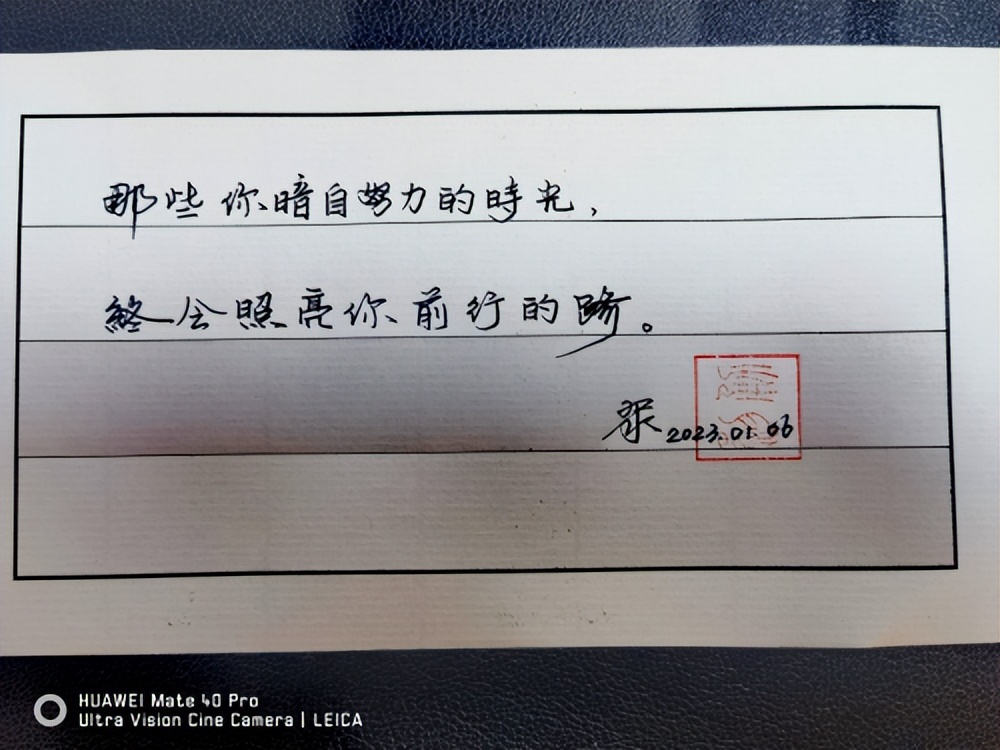 那些你暗自努力的時光,
終会照亮你前行的路。
2023.01.06
HUAWEI Mate 40 Pro
Ultra Vision Cine Camera | LEICA